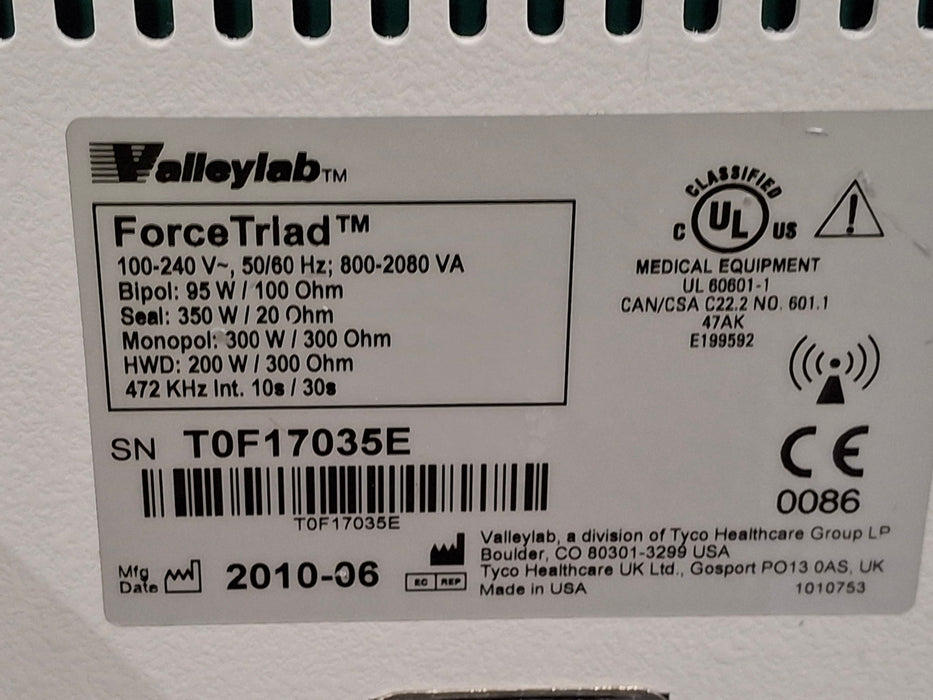 Valleylab™
ForceTriad™
100-240 V~, 50/60 Hz; 800-2080 VA
Bipol: 95 W / 100 Ohm
Seal: 350 W / 20 Ohm
Monopol: 300 W / 300 Ohm
HWD: 200 W / 300 Ohm
472 KHz Int. 10s / 30s
CLASSIFIED
C UL US
MEDICAL EQUIPMENT
UL 60601-1
CAN/CSA C22.2 NO. 601.1
47AK
E199592
SN T0F17035E
T0F17035E
CE
0086
Mfg
Date
2010-06
EC REP
Valleylab, a division of Tyco Healthcare Group LP
Boulder, CO 80301-3299 USA
Tyco Healthcare UK Ltd., Gosport PO13 0AS, UK
Made in USA
1010753